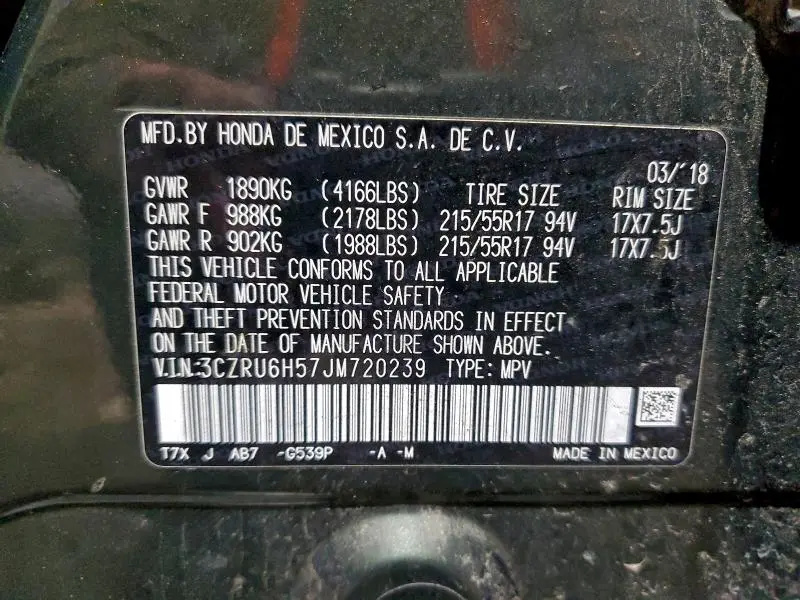 MFD.BY HONDA DE MEXICO S.A. DE C.V.
03/'18
GVWR 1890KG (4166LBS) TIRE SIZE RIM SIZE
GAWR F 988KG (2178LBS) 215/55R17 94V 17X7.5J
GAWR R 902KG (1988LBS) 215/55R17 94V 17X7.5J
THIS VEHICLE CONFORMS TO ALL APPLICABLE
FEDERAL MOTOR VEHICLE SAFETY
AND THEFT PREVENTION STANDARDS IN EFFECT
ON THE DATE OF MANUFACTURE SHOWN ABOVE.
V.I.N:3CZRU6H57JM720239 TYPE: MPV
T7X J AB7 -G539P -A -M MADE IN MEXICO